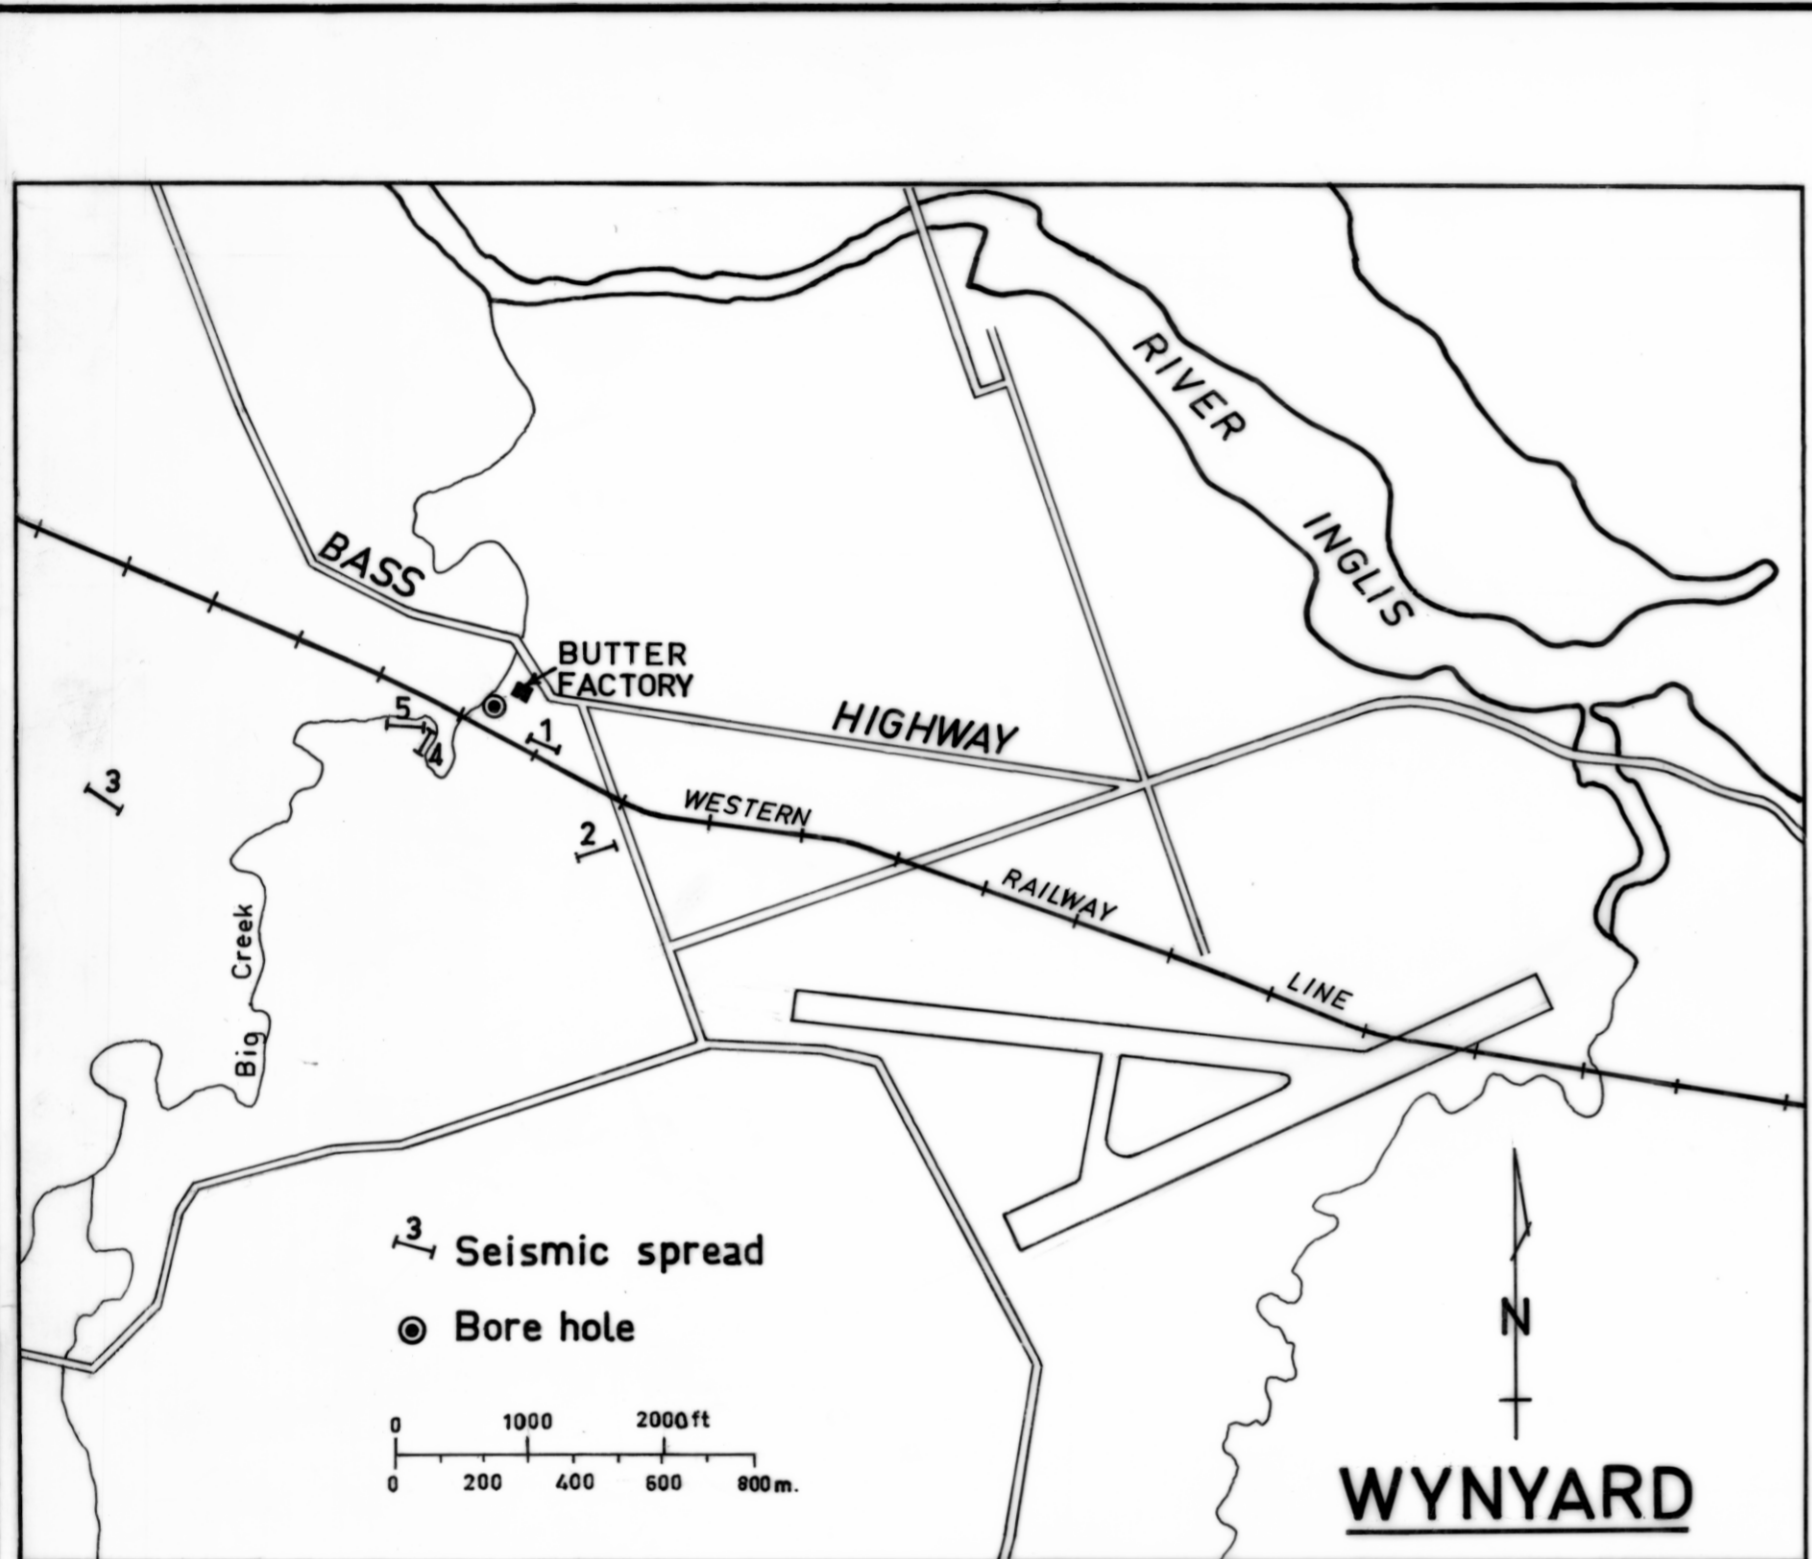 RIVER
INGLIS
BASS
BUTTER
FACTORY
HIGHWAY
5
4
1
3
2
WESTERN
RAILWAY
LINE
Big Creek
3 Seismic spread
Bore hole
0 1000 2000ft
0 200 400 600 800m.
N
WYNYARD